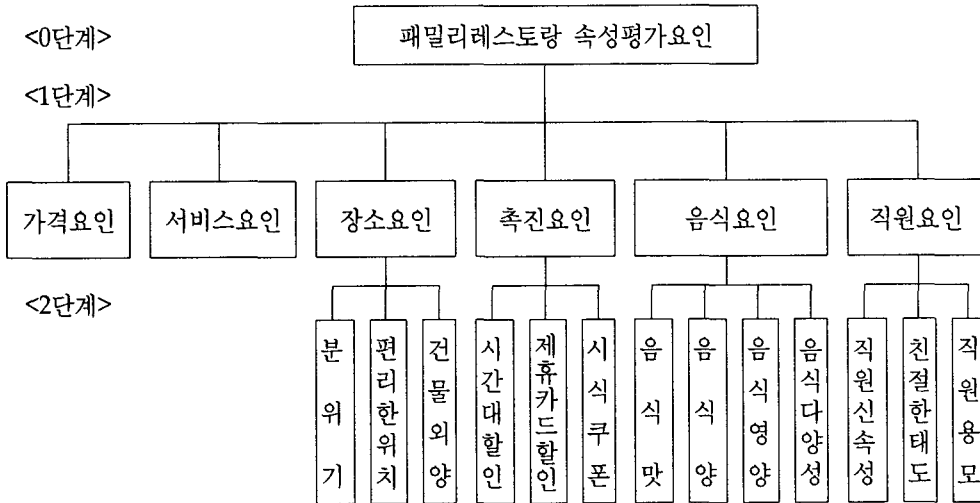 <0단계>
패밀리레스토랑 속성평가요인
<1단계>
가격요인
서비스요인
장소요인
촉진요인
음식요인
직원요인
<2단계>
분위기
편리한위치
건물외양
시간대할인
제휴카드할인
시식쿠폰
음식맛
음식양
음식영양
음식다양성
직원신속성
친절한태도
직원용모